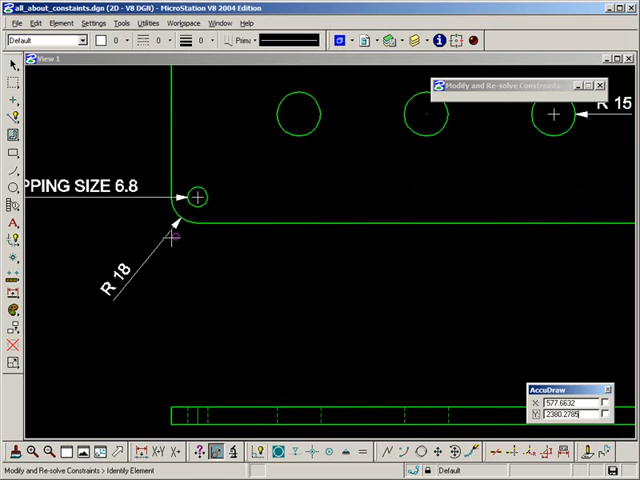 all_about_constaints.dgn (2D - V8 DGN) - MicroStation V8 2004 Edition
File Edit Element Settings Tools Utilities Workspace Window Help
Default 0 0 0 Prima
View 1
Modify and Re-solve Constraints
R 15
PPING SIZE 6.8
R 18
AccuDraw
X: 577.6632
Y: 2380.2785
Modify and Re-solve Constraints > Identify Element
Default